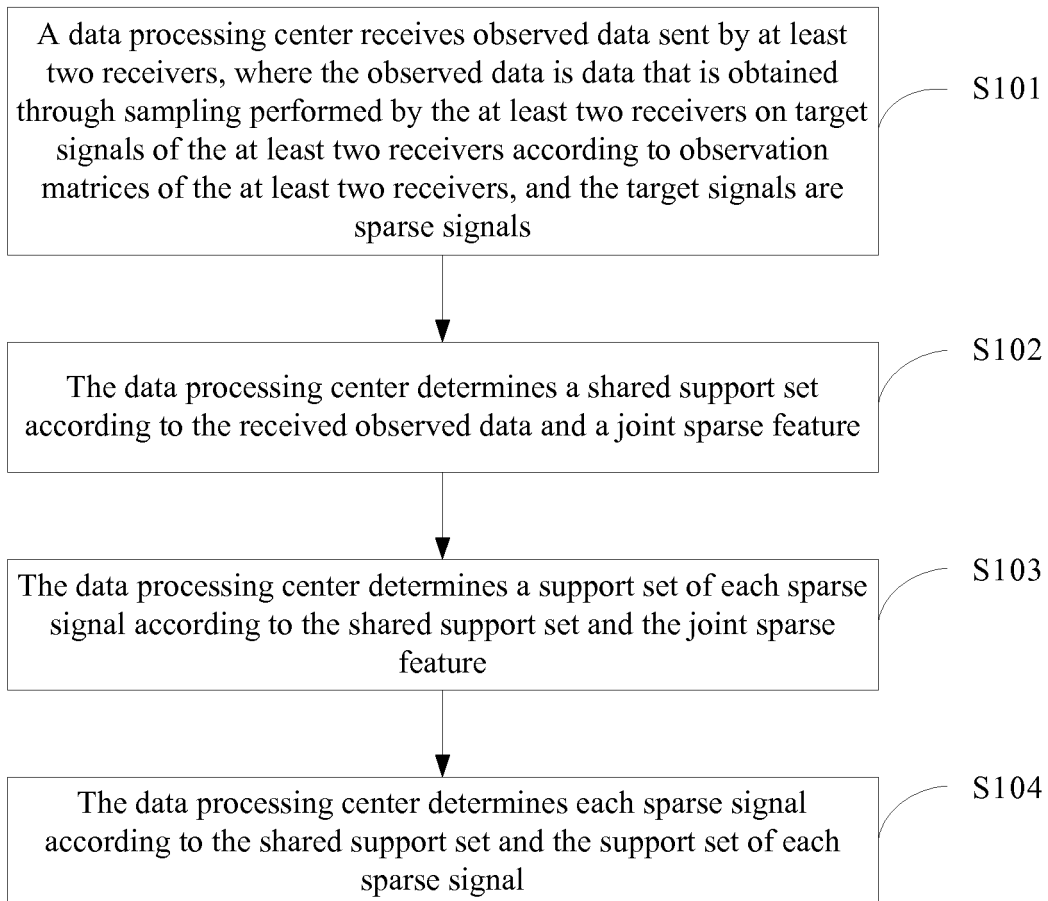 A data processing center receives observed data sent by at least
two receivers, where the observed data is data that is obtained
through sampling performed by the at least two receivers on target
signals of the at least two receivers according to observation
matrices of the at least two receivers, and the target signals are
sparse signals
S101
The data processing center determines a shared support set
according to the received observed data and a joint sparse feature
S102
The data processing center determines a support set of each sparse
signal according to the shared support set and the joint sparse
feature
S103
The data processing center determines each sparse signal
according to the shared support set and the support set of each
sparse signal
S104